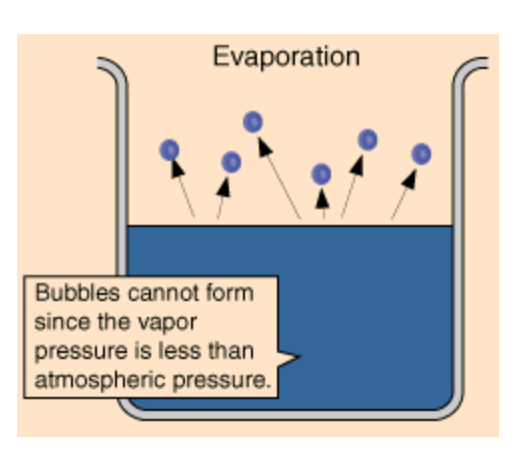 Evaporation
Bubbles cannot form
since the vapor
pressure is less than
atmospheric pressure.